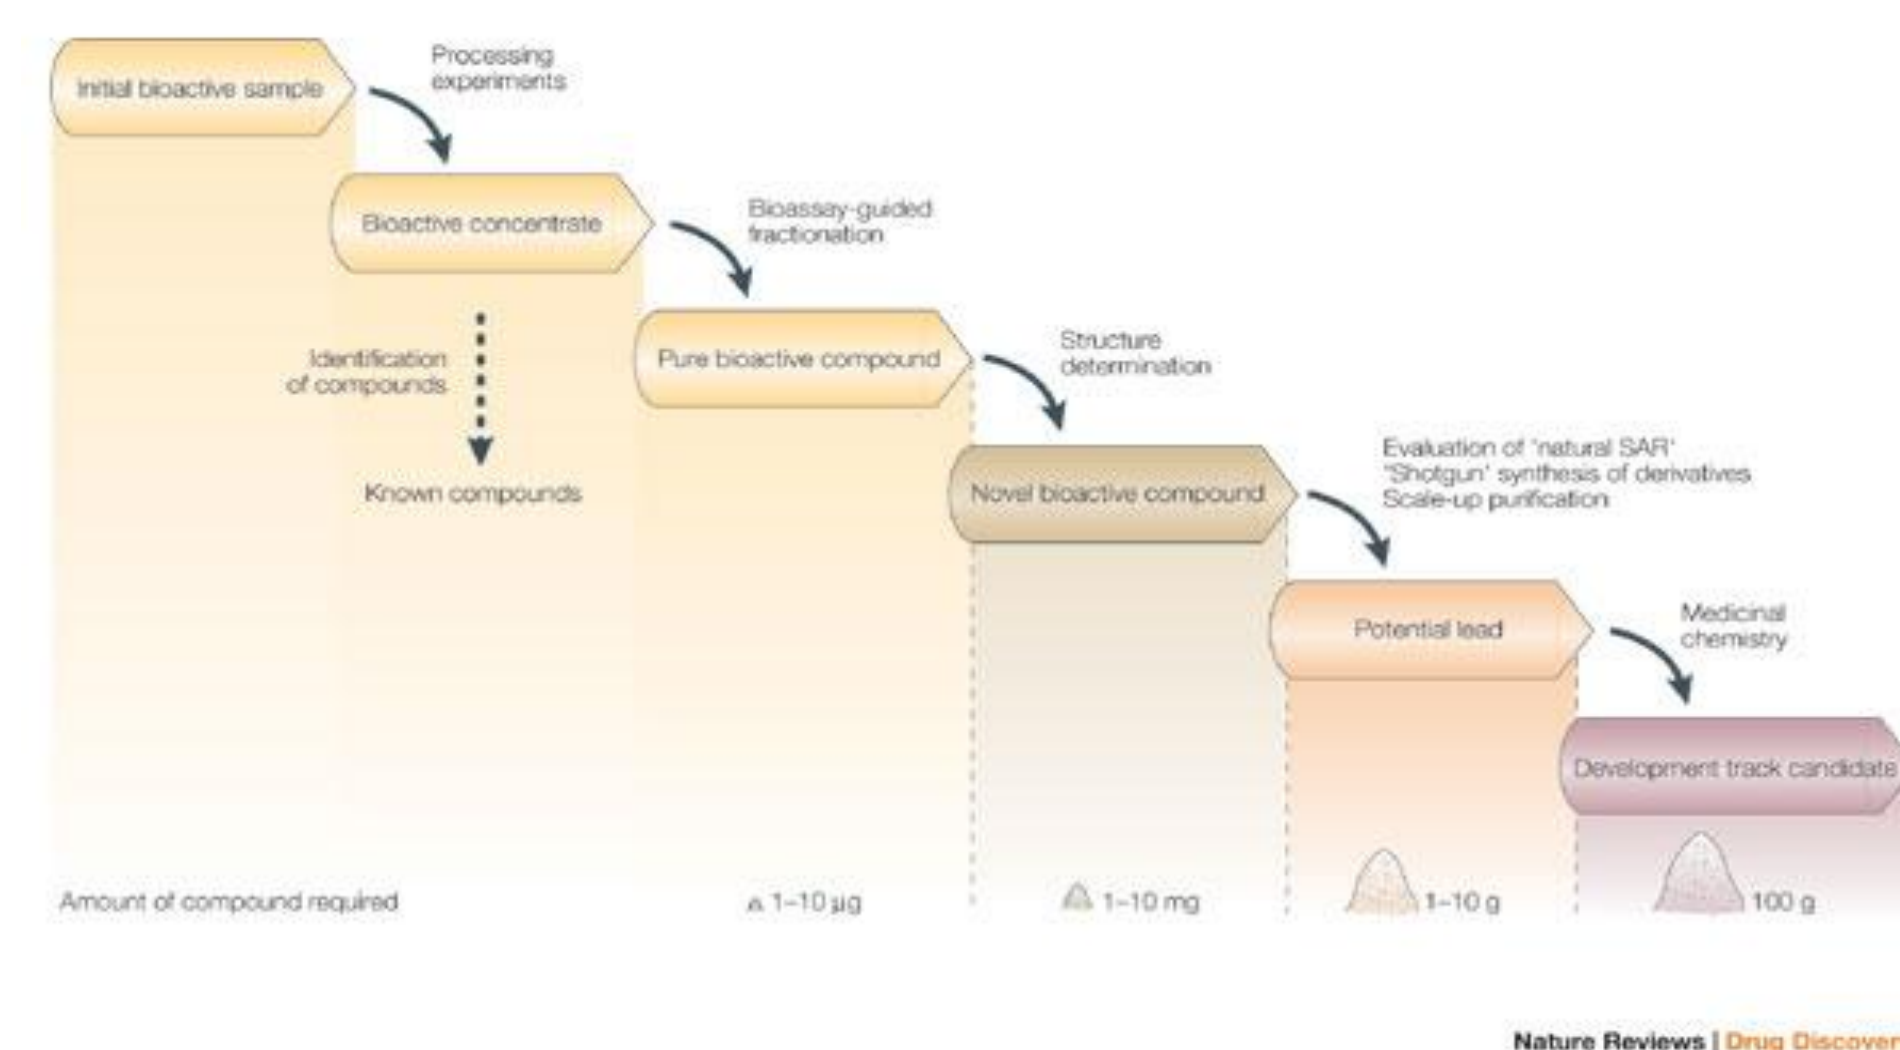 Initial bioactive sample
Processing
experiments
Bioactive concentrate
Bioassay-guided
fractionation
Identification
of compounds
Known compounds
Pure bioactive compound
Structure
determination
Novel bioactive compound
Evaluation of 'natural SAR'
'Shotgun' synthesis of derivatives
Scale-up purification
Potential lead
Medicinal
chemistry
Development track candidate
Amount of compound required
1–10 µg
1–10 mg
1–10 g
100 g
Nature Reviews | Drug Discover